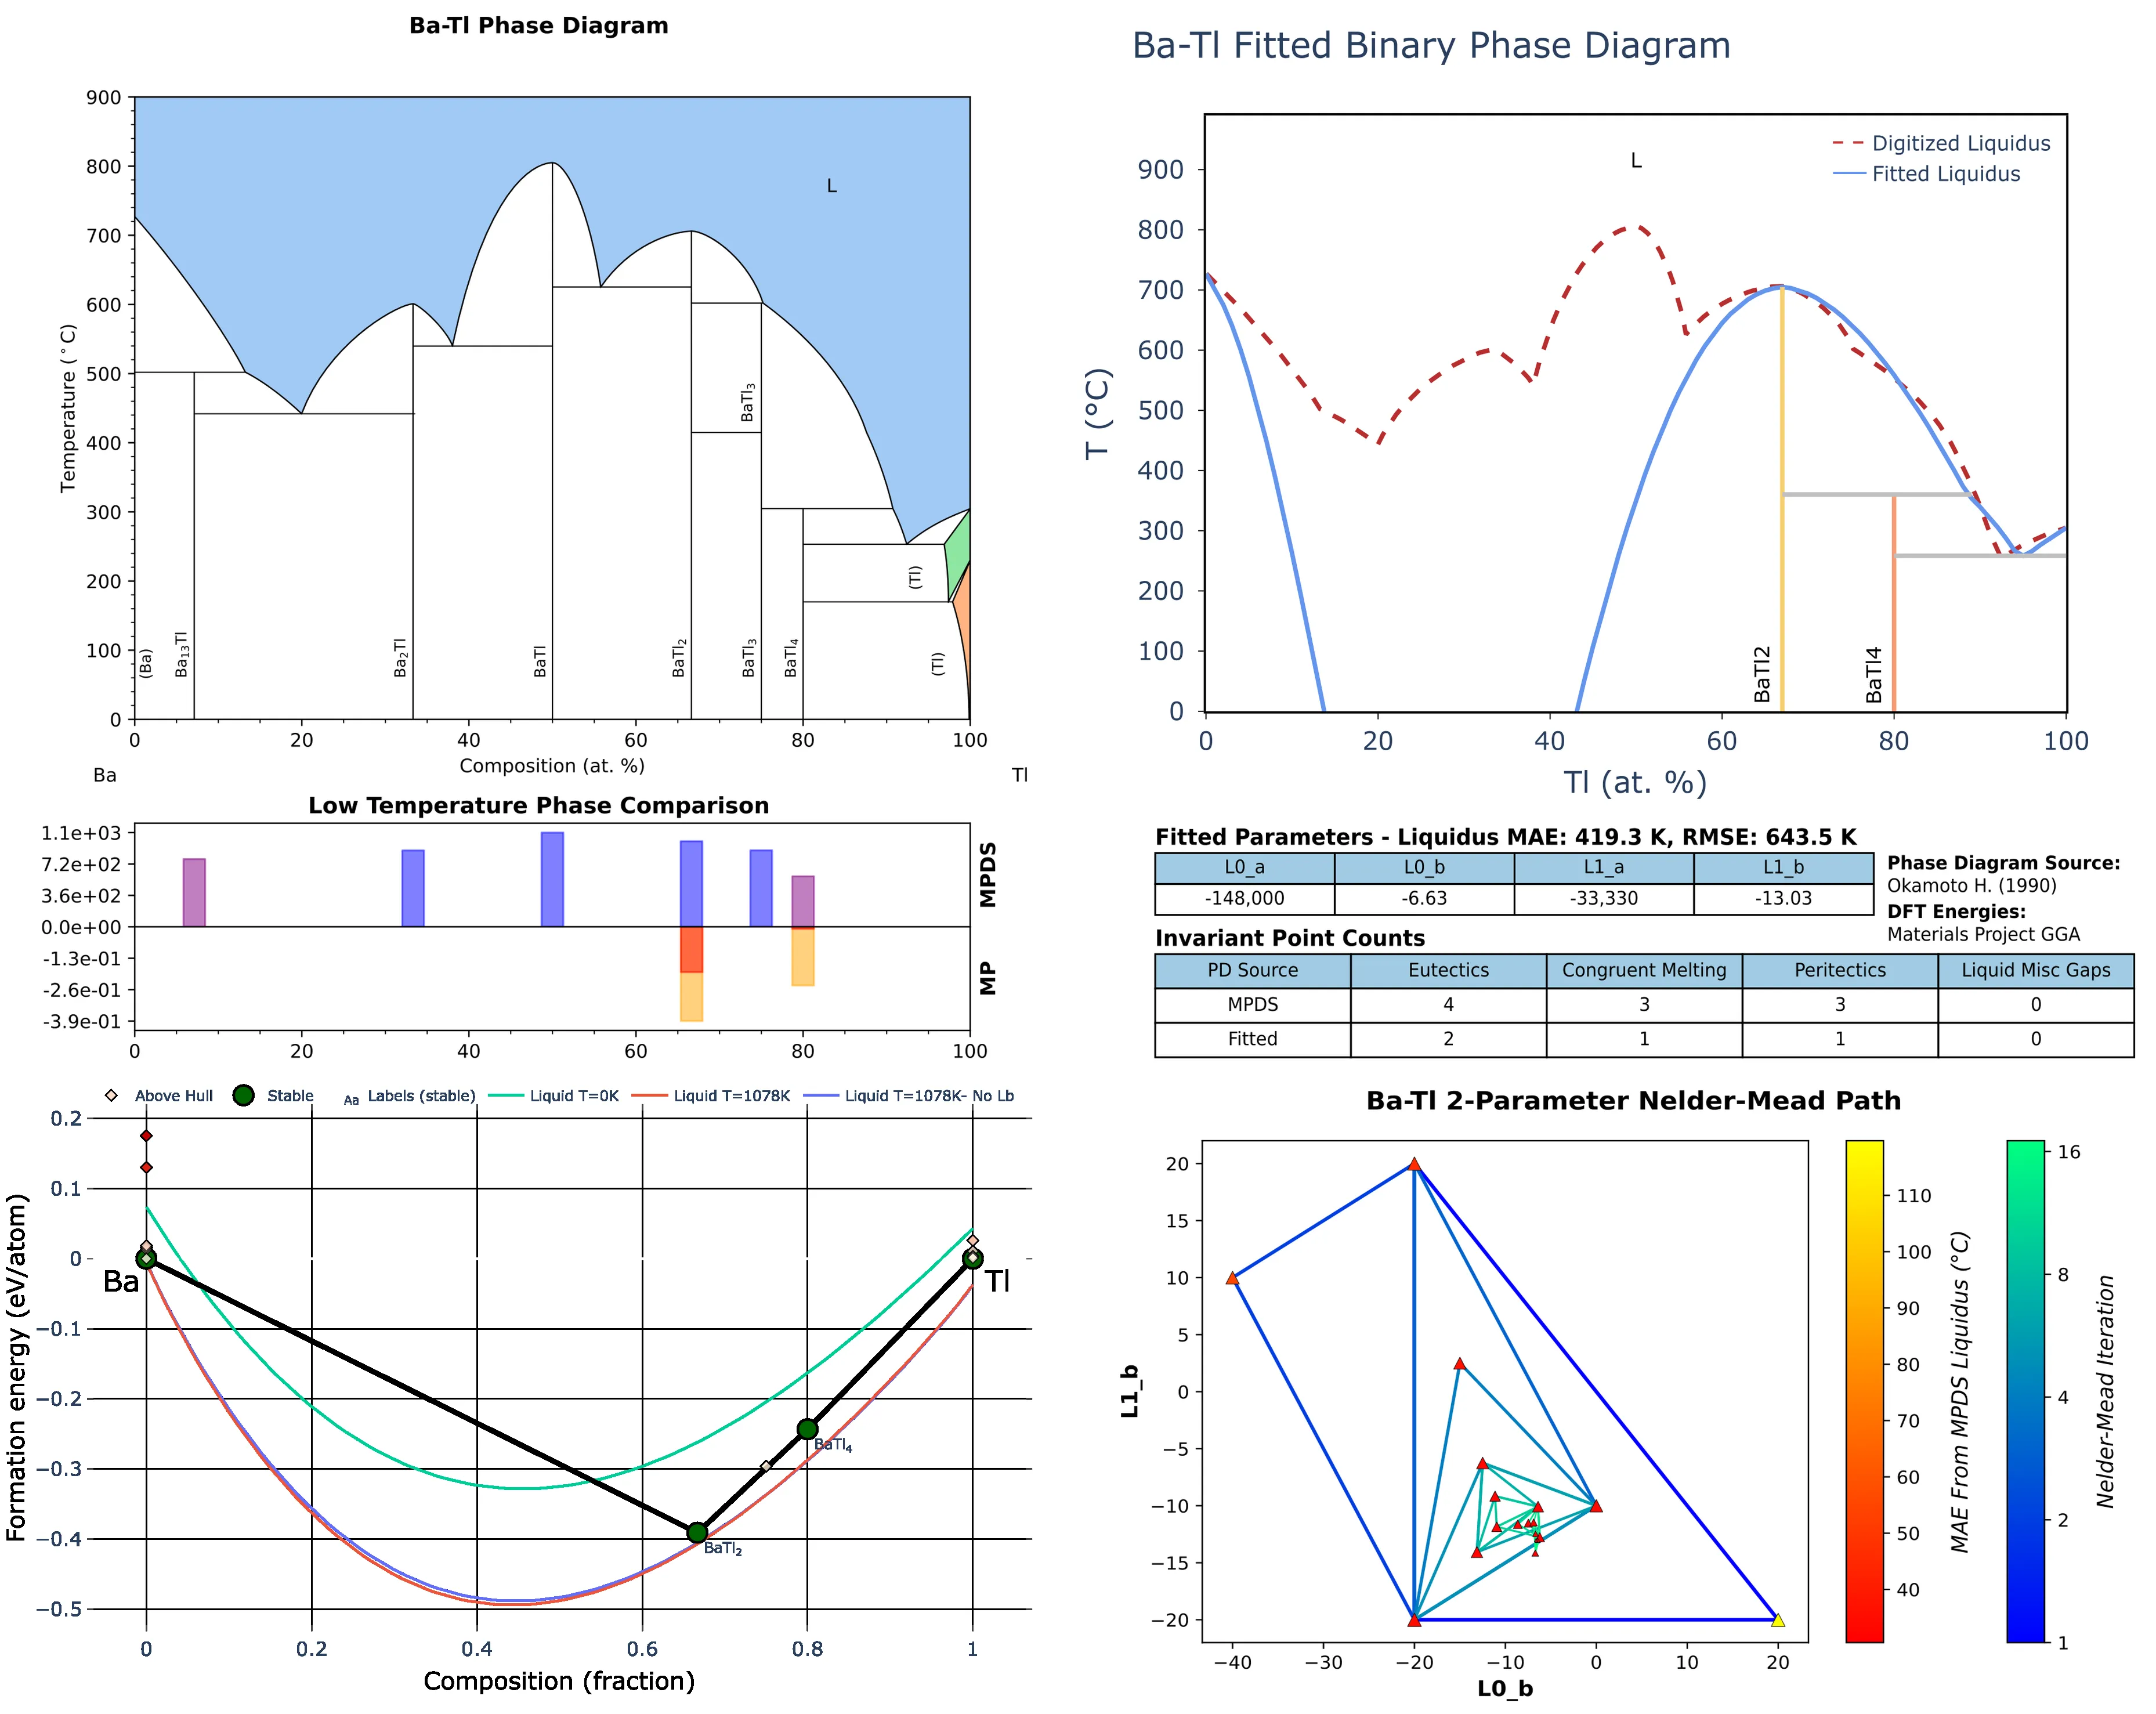 Ba-Tl Phase Diagram
900
800
700
600
500
400
300
200
100
0
Temperature (°C)
L
(Ba)
Ba13Tl
Ba2Tl
BaTl
BaTl2
BaTl3
BaTl3
BaTl4
(Tl)
(Tl)
0 20 40 60 80 100
Composition (at. %)
Ba Tl
Ba-Tl Fitted Binary Phase Diagram
Digitized Liquidus
Fitted Liquidus
L
900
800
700
600
500
400
300
200
100
0
T (°C)
BaTl2
BaTl4
0 20 40 60 80 100
Tl (at. %)
Low Temperature Phase Comparison
1.1e+03
7.2e+02
3.6e+02
0.0e+00
-1.3e-01
-2.6e-01
-3.9e-01
MPDS
MP
0 20 40 60 80 100
Fitted Parameters - Liquidus MAE: 419.3 K, RMSE: 643.5 K
L0_a L0_b L1_a L1_b
-148,000 -6.63 -33,330 -13.03
Phase Diagram Source:
Okamoto H. (1990)
DFT Energies:
Materials Project GGA
Invariant Point Counts
PD Source Eutectics Congruent Melting Peritectics Liquid Misc Gaps
MPDS 4 3 3 0
Fitted 2 1 1 0
Above Hull Stable Aa Labels (stable) Liquid T=0K Liquid T=1078K Liquid T=1078K- No Lb
0.2
0.1
0
−0.1
−0.2
−0.3
−0.4
−0.5
Formation energy (eV/atom)
Ba
Tl
BaTl4
BaTl2
0 0.2 0.4 0.6 0.8 1
Composition (fraction)
Ba-Tl 2-Parameter Nelder-Mead Path
20
15
10
5
0
−5
−10
−15
−20
L1_b
−40 −30 −20 −10 0 10 20
L0_b
110
100
90
80
70
60
50
40
MAE From MPDS Liquidus (°C)
16
8
4
2
1
Nelder-Mead Iteration